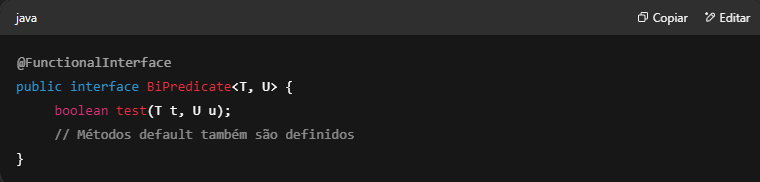 java
Copiar
Editar
@FunctionalInterface
public interface BiPredicate<T, U> {
    boolean test(T t, U u);
    // Métodos default também são definidos
}